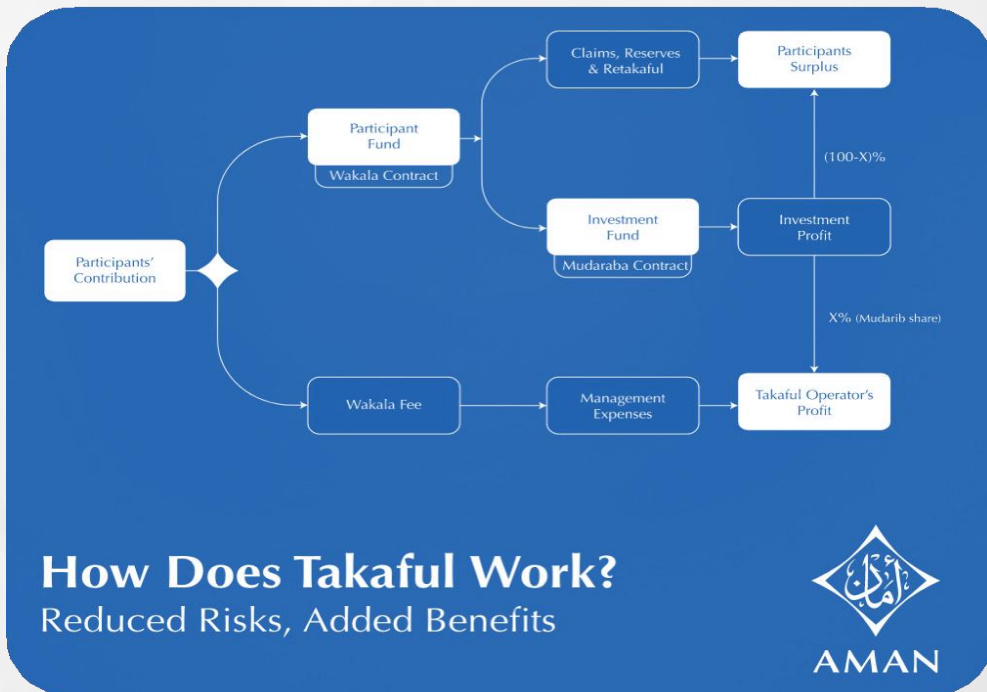 Claims, Reserves
& Retakaful
Participants
Surplus
Participant
Fund
Wakala Contract
(100-X)%
Investment
Fund
Mudaraba Contract
Investment
Profit
Participants'
Contribution
X% (Mudarib share)
Wakala Fee
Management
Expenses
Takaful Operator's
Profit
How Does Takaful Work?
Reduced Risks, Added Benefits
أمان
AMAN